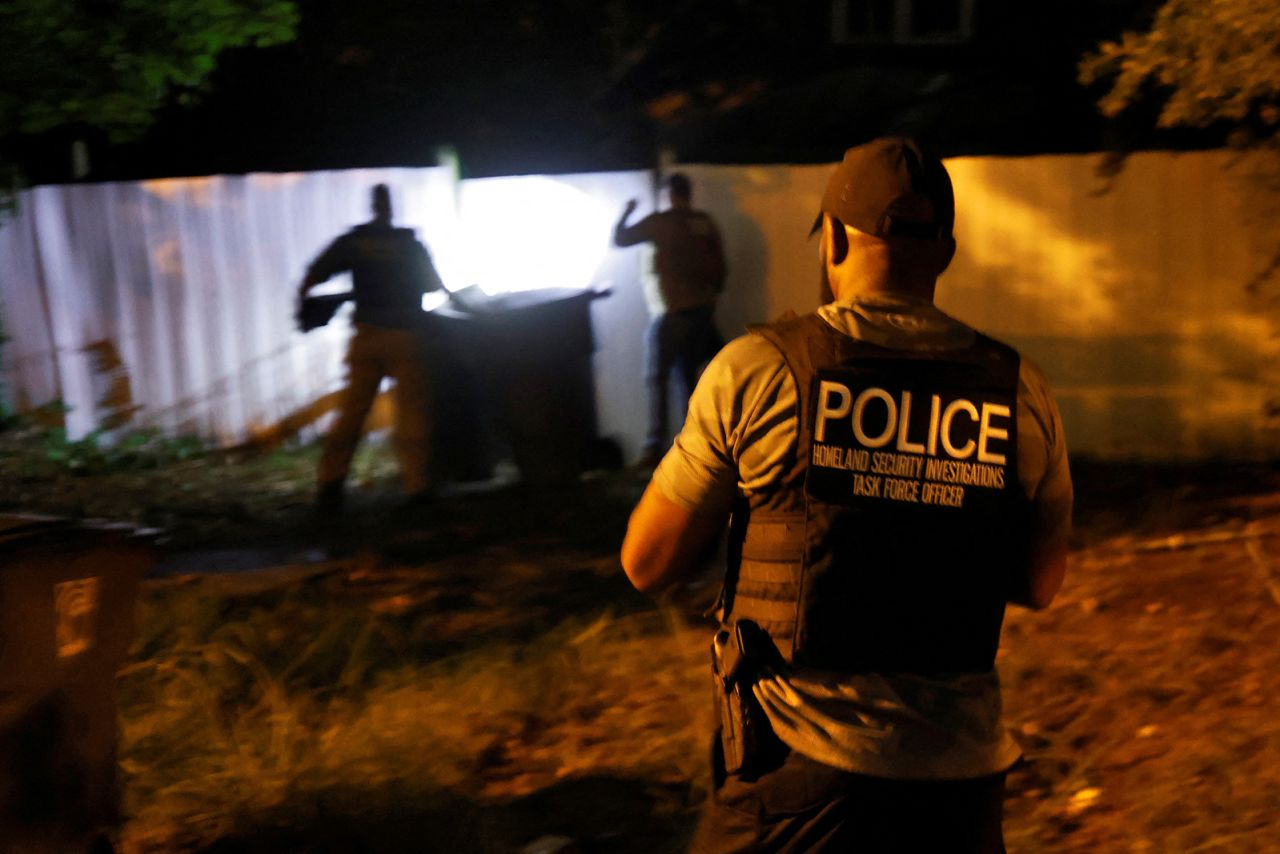 POLICE
HOMELAND SECURITY INVESTIGATIONS
TASK FORCE OFFICER